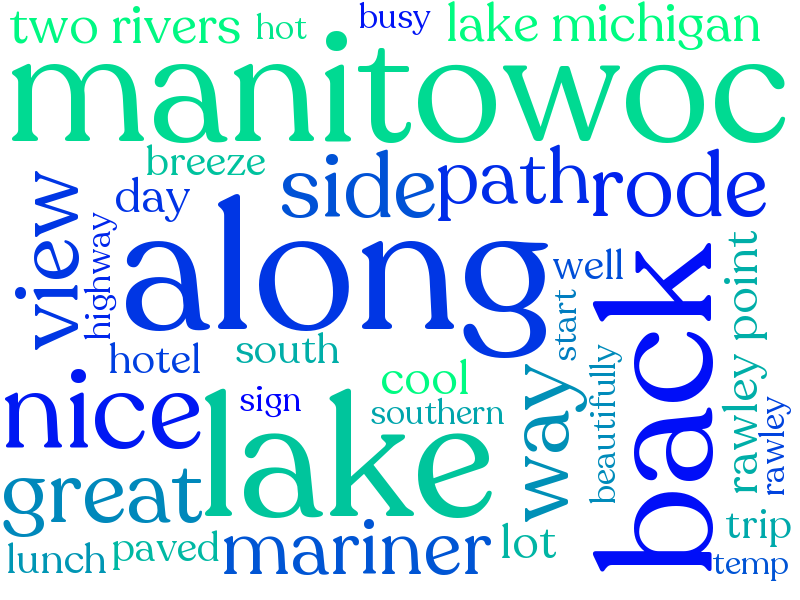 two rivers
hot
busy
lake michigan
manitowoc
breeze
day
side
path
rode
view
highway
along
well
start
back
rawley point
rawley
hotel
south
nice
sign
cool
southern
lake
way
beautifully
great
mariner
lunch
paved
lot
trip
temp